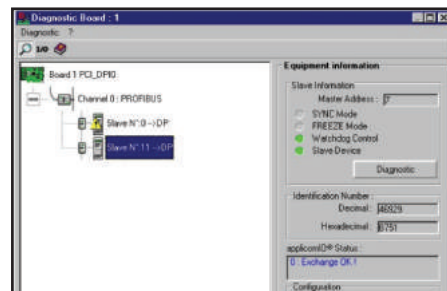 Diagnostic Board : 1
Diagnostic ?
I/O
Board 1 PCI_DPIO
Channel 0 : PROFIBUS
Slave N°:0-->DP
Slave N°:11-->DP
Equipment information
Slave Information
Master Address :
SYNC Mode
FREEZE Mode
Watchdog Control
Slave Device
Diagnostic
Identification Number :
Decimal : 46929
Hexadecimal : B751
applicomIO® Status :
0 : Exchange OK !
Configuration